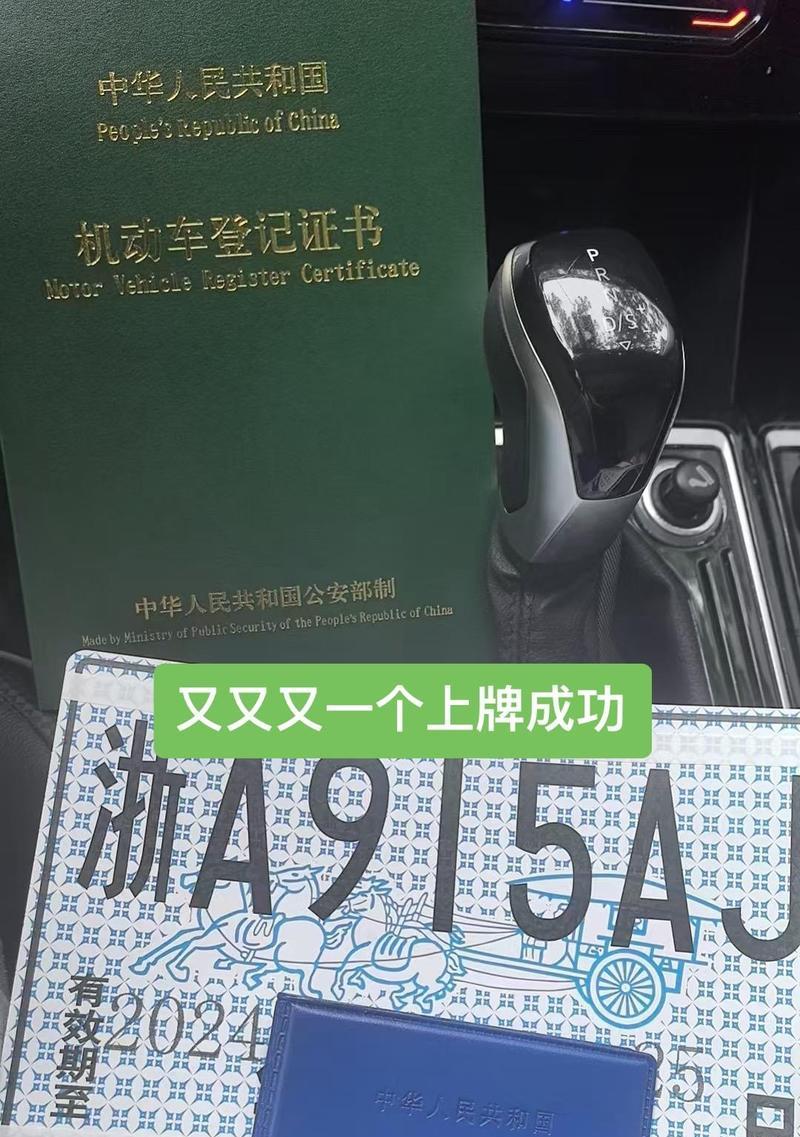 中华人民共和国
People's Republic of China
机动车登记证书
Motor Vehicle Register Certificate
P
R
N
D/S
+
中华人民共和国公安部制
Made by Ministry of Public Security of the People's Republic of China
又又又一个上牌成功
浙A915AJ
有效期至
2024
25
中华人民共和国